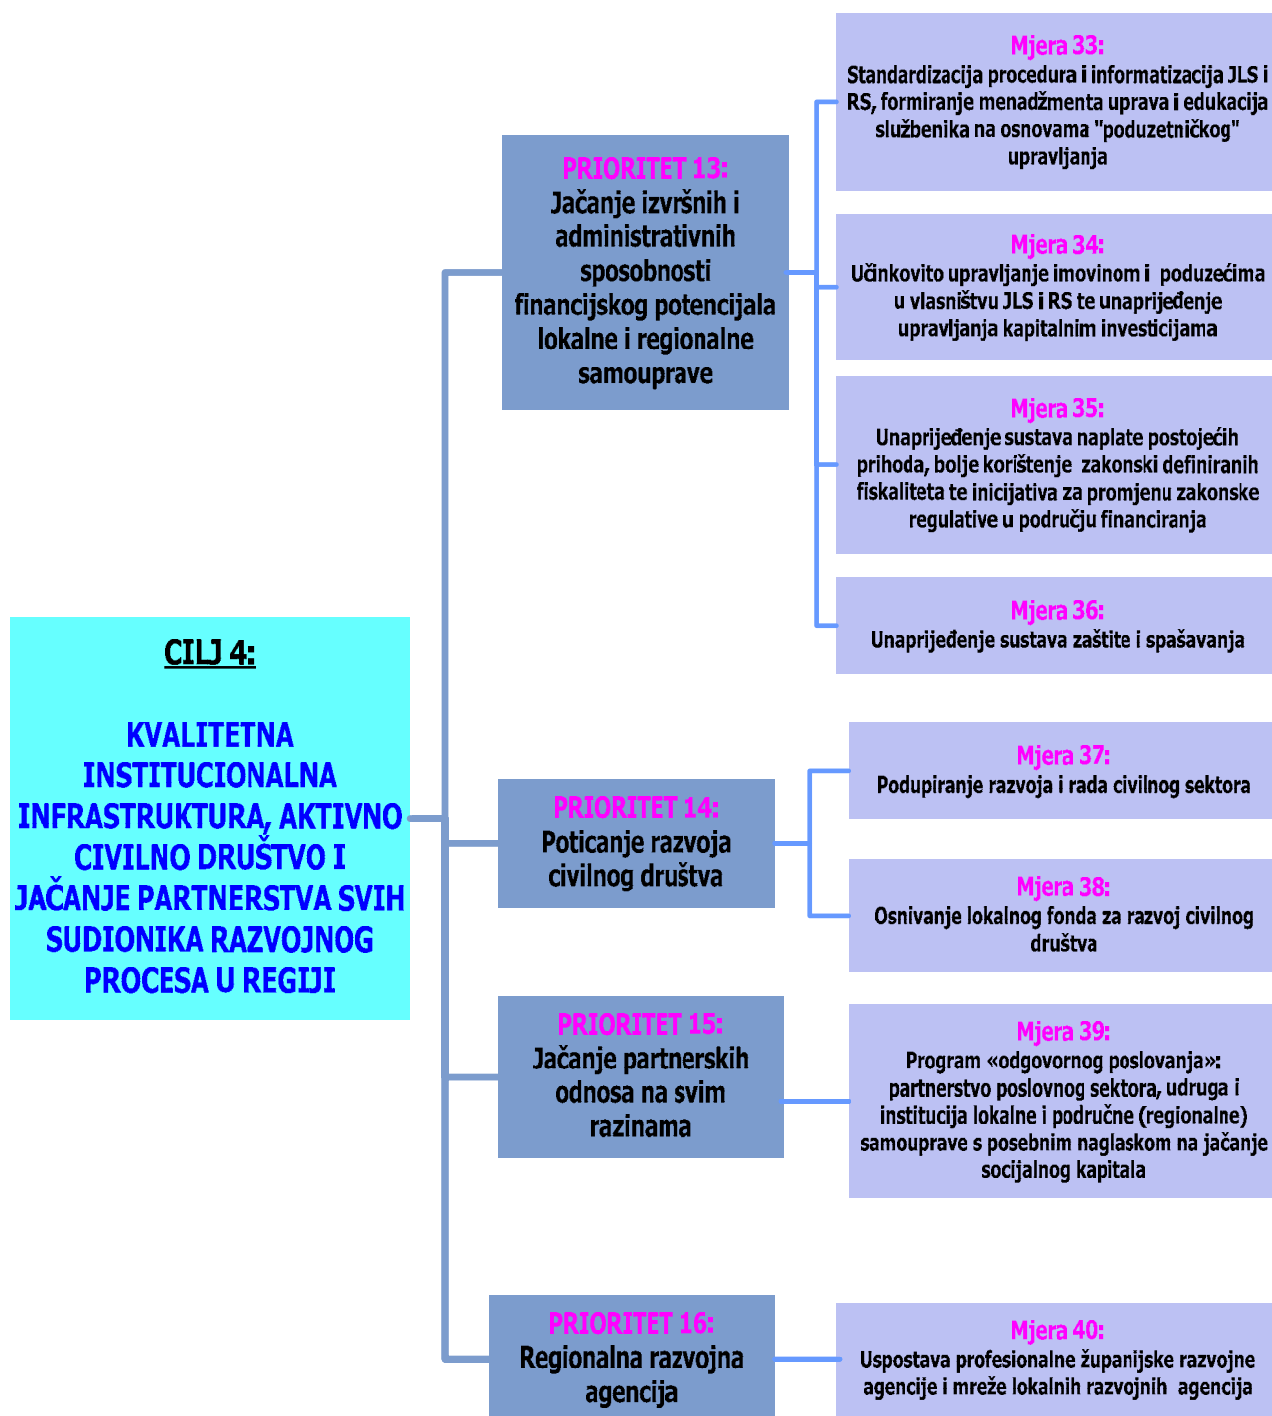 CILJ 4:
KVALITETNA
INSTITUCIONALNA
INFRASTRUKTURA, AKTIVNO
CIVILNO DRUŠTVO I
JAČANJE PARTNERSTVA SVIH
SUDIONIKA RAZVOJNOG
PROCESA U REGIJI
PRIORITET 13:
Jačanje izvršnih i
administrativnih
sposobnosti
financijskog potencijala
lokalne i regionalne
samouprave
Mjera 33:
Standardizacija procedura i informatizacija JLS i
RS, formiranje menadžmenta uprava i edukacija
službenika na osnovama "poduzetničkog"
upravljanja
Mjera 34:
Učinkovito upravljanje imovinom i poduzećima
u vlasništvu JLS i RS te unaprijeđenje
upravljanja kapitalnim investicijama
Mjera 35:
Unaprijeđenje sustava naplate postojećih
prihoda, bolje korištenje zakonski definiranih
fiskaliteta te inicijativa za promjenu zakonske
regulative u području financiranja
Mjera 36:
Unaprijeđenje sustava zaštite i spašavanja
PRIORITET 14:
Poticanje razvoja
civilnog društva
Mjera 37:
Podupiranje razvoja i rada civilnog sektora
Mjera 38:
Osnivanje lokalnog fonda za razvoj civilnog
društva
PRIORITET 15:
Jačanje partnerskih
odnosa na svim
razinama
Mjera 39:
Program «odgovornog poslovanja»:
partnerstvo poslovnog sektora, udruga i
institucija lokalne i područne (regionalne)
samouprave s posebnim naglaskom na jačanje
socijalnog kapitala
PRIORITET 16:
Regionalna razvojna
agencija
Mjera 40:
Uspostava profesionalne županijske razvojne
agencije i mreže lokalnih razvojnih agencija